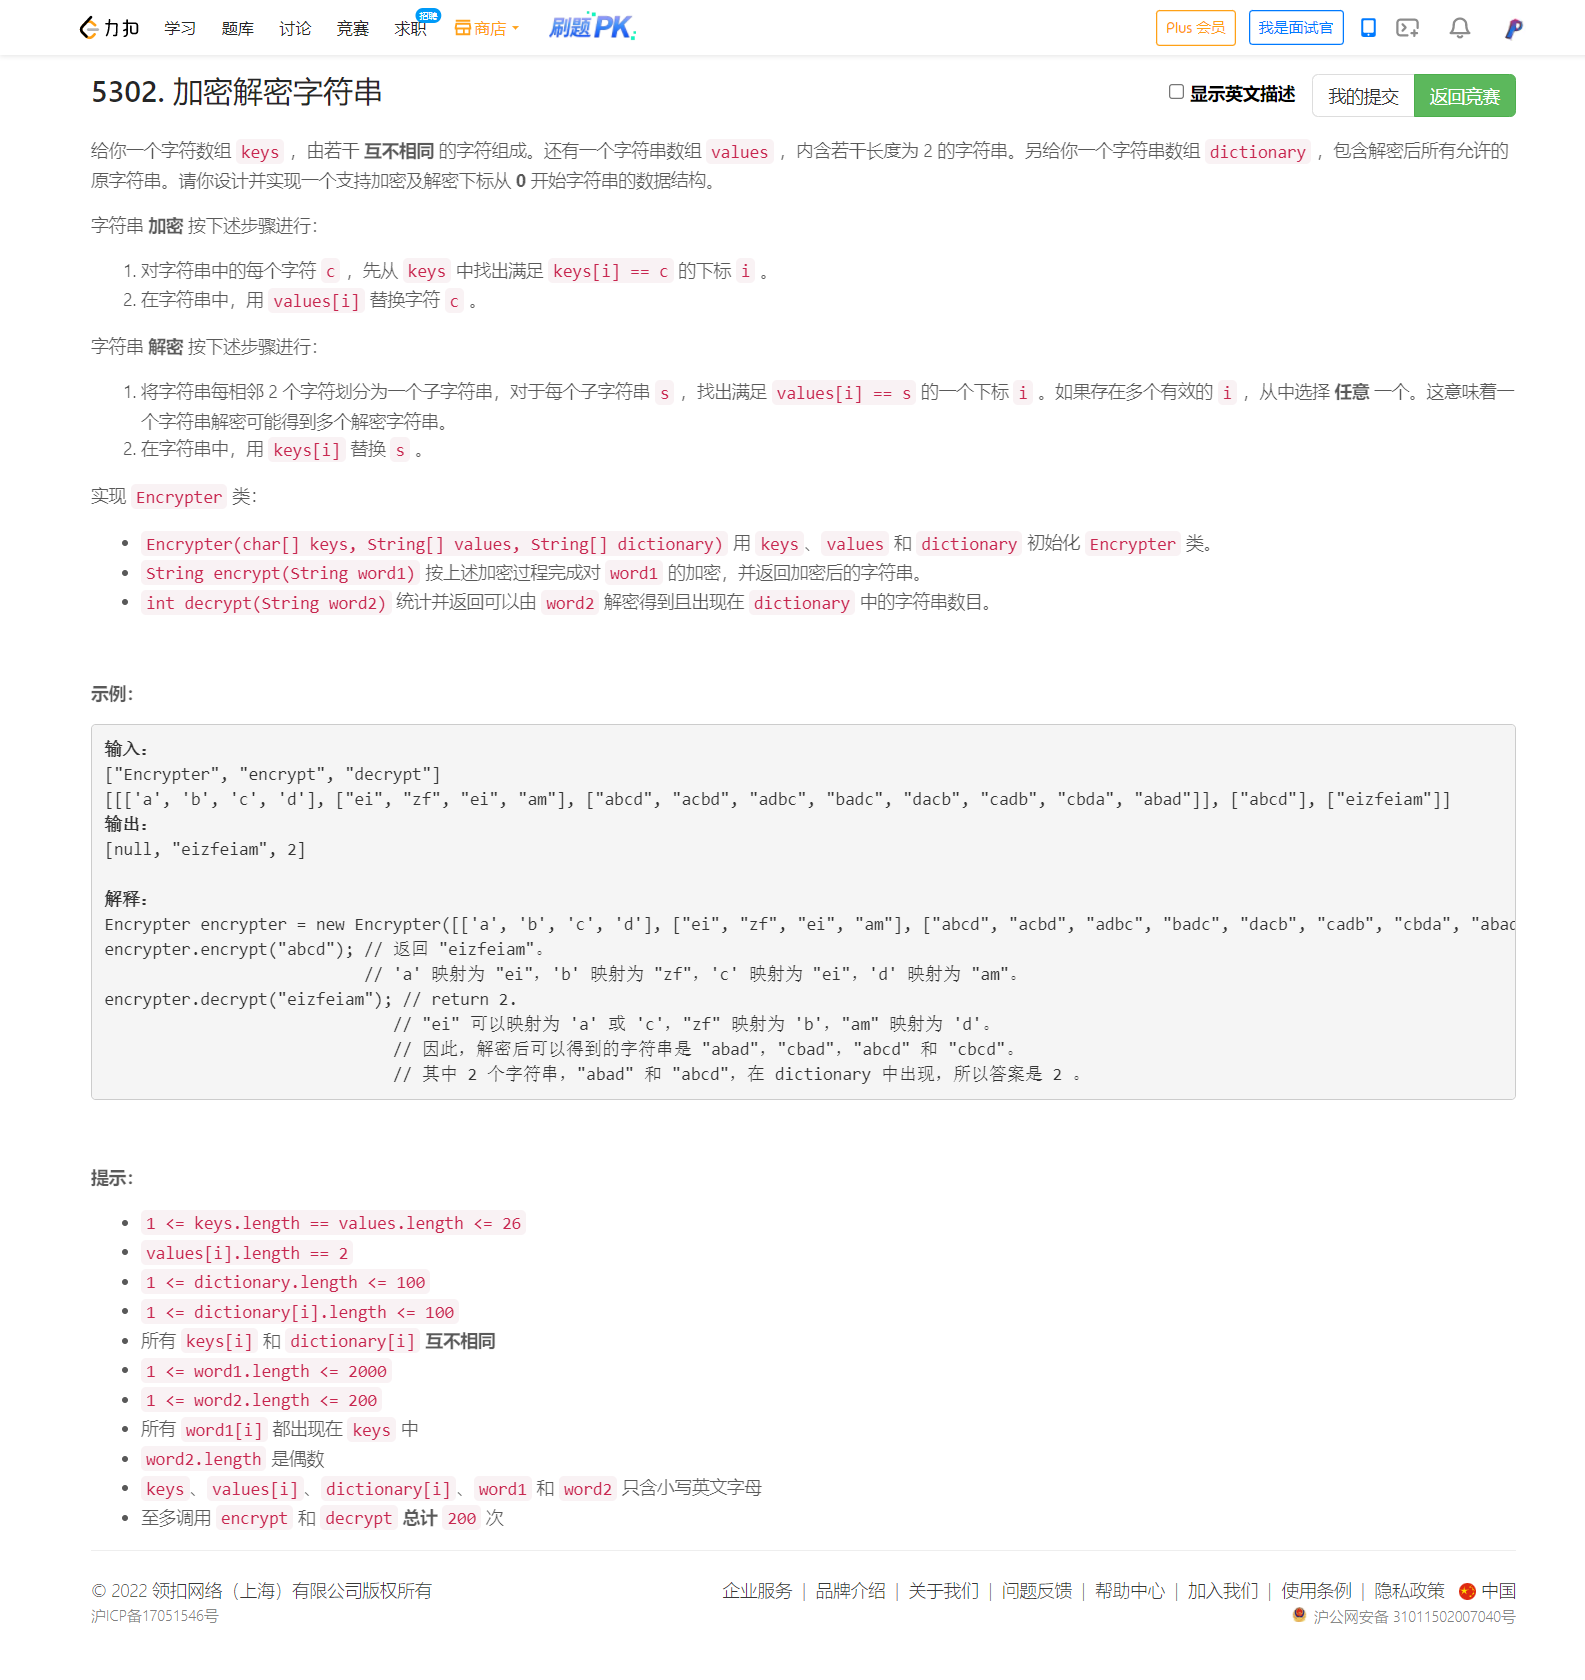 力扣 学习 题库 讨论 竞赛 求职 招聘 商店 刷题PK. Plus 会员 我是面试官
5302. 加密解密字符串
显示英文描述 我的提交 返回竞赛
给你一个字符数组 keys ，由若干 互不相同 的字符组成。还有一个字符串数组 values ，内含若干长度为 2 的字符串。另给你一个字符串数组 dictionary ，包含解密后所有允许的
原字符串。请你设计并实现一个支持加密及解密下标从 0 开始字符串的数据结构。
字符串 加密 按下述步骤进行：
1. 对字符串中的每个字符 c ，先从 keys 中找出满足 keys[i] == c 的下标 i 。
2. 在字符串中，用 values[i] 替换字符 c 。
字符串 解密 按下述步骤进行：
1. 将字符串每相邻 2 个字符划分为一个子字符串，对于每个子字符串 s ，找出满足 values[i] == s 的一个下标 i 。如果存在多个有效的 i ，从中选择 任意 一个。这意味着一
个字符串解密可能得到多个解密字符串。
2. 在字符串中，用 keys[i] 替换 s 。
实现 Encrypter 类：
• Encrypter(char[] keys, String[] values, String[] dictionary) 用 keys、values 和 dictionary 初始化 Encrypter 类。
• String encrypt(String word1) 按上述加密过程完成对 word1 的加密，并返回加密后的字符串。
• int decrypt(String word2) 统计并返回可以由 word2 解密得到且出现在 dictionary 中的字符串数目。
示例：
输入：
["Encrypter", "encrypt", "decrypt"]
[[['a', 'b', 'c', 'd'], ["ei", "zf", "ei", "am"], ["abcd", "acbd", "adbc", "badc", "dacb", "cadb", "cbda", "abad"]], ["abcd"], ["eizfeiam"]]
输出：
[null, "eizfeiam", 2]
解释：
Encrypter encrypter = new Encrypter([['a', 'b', 'c', 'd'], ["ei", "zf", "ei", "am"], ["abcd", "acbd", "adbc", "badc", "dacb", "cadb", "cbda", "abad
encrypter.encrypt("abcd"); // 返回 "eizfeiam"。
// 'a' 映射为 "ei"，'b' 映射为 "zf"，'c' 映射为 "ei"，'d' 映射为 "am"。
encrypter.decrypt("eizfeiam"); // return 2.
// "ei" 可以映射为 'a' 或 'c'，"zf" 映射为 'b'，"am" 映射为 'd'。
// 因此，解密后可以得到的字符串是 "abad"，"cbad"，"abcd" 和 "cbcd"。
// 其中 2 个字符串，"abad" 和 "abcd"，在 dictionary 中出现，所以答案是 2 。
提示：
• 1 <= keys.length == values.length <= 26
• values[i].length == 2
• 1 <= dictionary.length <= 100
• 1 <= dictionary[i].length <= 100
• 所有 keys[i] 和 dictionary[i] 互不相同
• 1 <= word1.length <= 2000
• 1 <= word2.length <= 200
• 所有 word1[i] 都出现在 keys 中
• word2.length 是偶数
• keys、values[i]、dictionary[i]、word1 和 word2 只含小写英文字母
• 至多调用 encrypt 和 decrypt 总计 200 次
© 2022 领扣网络（上海）有限公司版权所有 企业服务 | 品牌介绍 | 关于我们 | 问题反馈 | 帮助中心 | 加入我们 | 使用条例 | 隐私政策 中国
沪ICP备17051546号 沪公网安备 31011502007040号